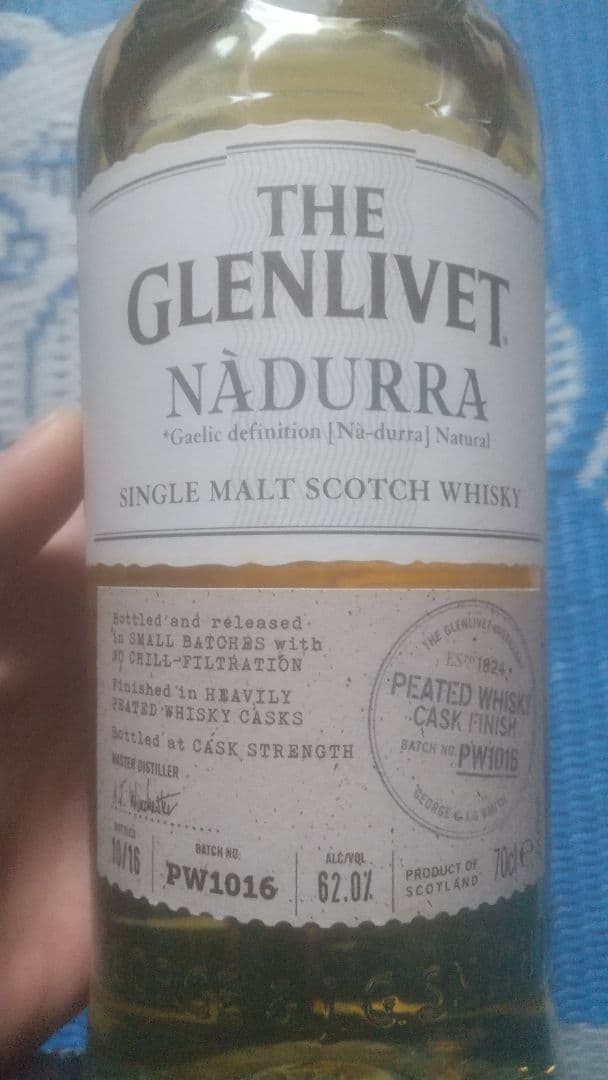 THE
GLENLIVET
NÀDURRA
*Gaelic definition [Nà-durra] Natural
SINGLE MALT SCOTCH WHISKY
Bottled and released
in SMALL BATCHES with
NO CHILL-FILTRATION
Finished in HEAVILY
PEATED WHISKY CASKS
Bottled at CASK STRENGTH
MASTER DISTILLER
BOTTLED
10/16
BATCH NO:
PW1016
ALC/VOL
62.0%
PRODUCT OF
SCOTLAND
70cl e
THE GLENLIVET
ESTD 1824
PEATED WHISKY
CASK FINISH
BATCH NO: PW1016
GEORGE & J.G. SMITH